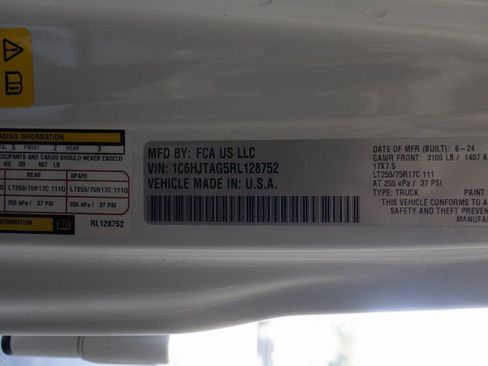 ADING INFORMATION
TAL 5 FRONT 2 REAR 3
CCUPANTS AND CARGO SHOULD NEVER EXCEED
KG OR 967 LB
REAR SPARE
LT255/75R17C 111Q LT255/75R17C 111Q
255 kPa / 37 PSI 255 kPa / 37 PSI
INFORMATION
RL128752
MFD BY: FCA US LLC
VIN: 1C6HJTAG5RL128752
VEHICLE MADE IN U.S.A.
DATE OF MFR (BUILT): 6-24
CAWR FRONT: 3100 LB / 1407 K
17X7.5
LT255/75R17C 111
AT 255 kPa / 37 PSI
TYPE: TRUCK PAINT:
THIS VEHICLE CONFORMS TO A
SAFETY AND THEFT PREVEN
MANUFA